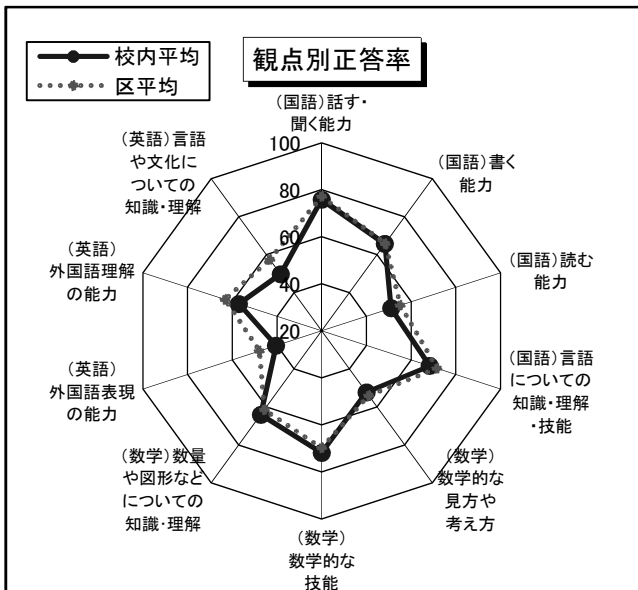 校内平均
区平均
観点別正答率
(国語)話す・
聞く能力
(国語)書く
能力
(国語)読む
能力
(国語)言語
についての
知識・理解
・技能
(数学)
数学的な
見方や
考え方
(数学)
数学的な
技能
(数学)数量
や図形など
についての
知識・理解
(英語)
外国語表現
の能力
(英語)
外国語理解
の能力
(英語)言語
や文化に
ついての
知識・理解
100
80
60
40
20